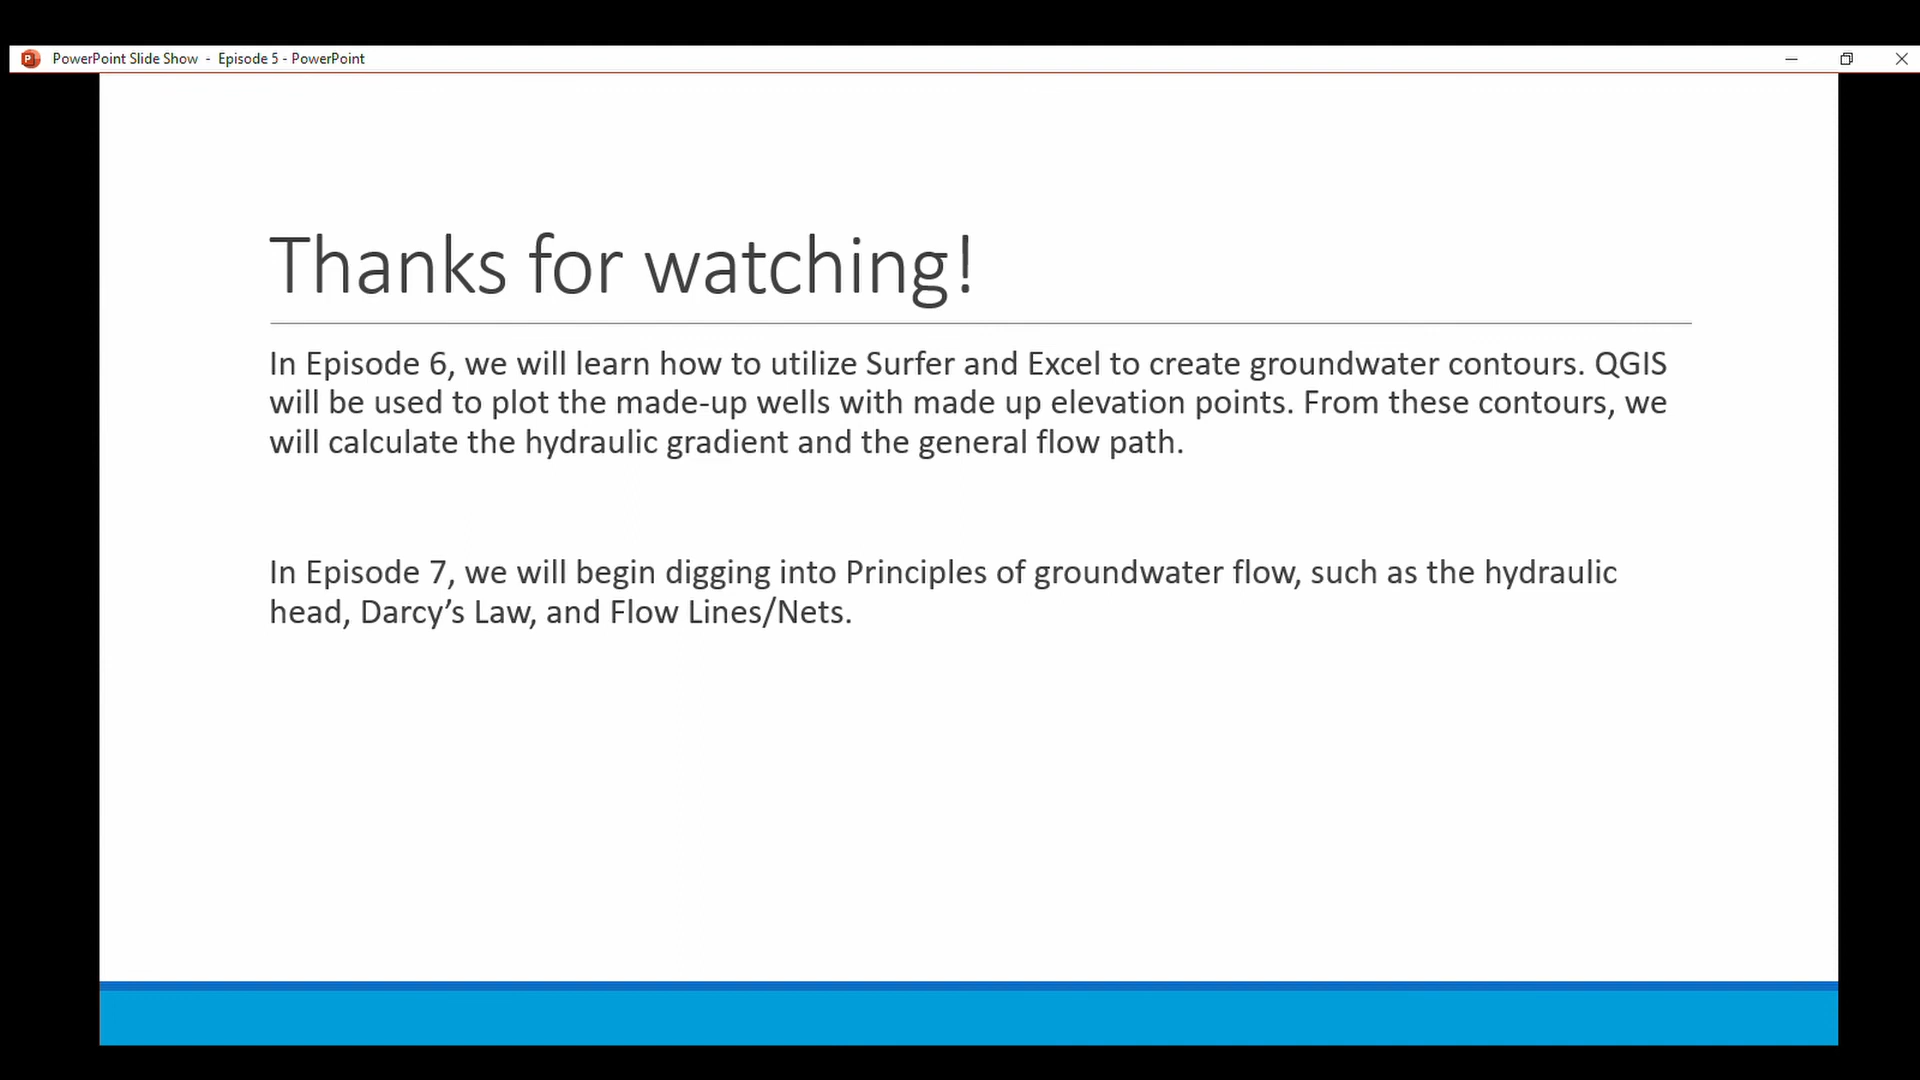 PowerPoint Slide Show - Episode 5 - PowerPoint
Thanks for watching!
In Episode 6, we will learn how to utilize Surfer and Excel to create groundwater contours. QGIS
will be used to plot the made-up wells with made up elevation points. From these contours, we
will calculate the hydraulic gradient and the general flow path.
In Episode 7, we will begin digging into Principles of groundwater flow, such as the hydraulic
head, Darcy’s Law, and Flow Lines/Nets.